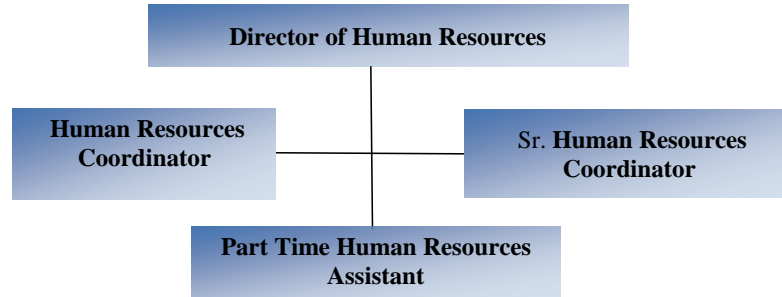 Director of Human Resources
Human Resources
Coordinator
Sr. Human Resources
Coordinator
Part Time Human Resources
Assistant